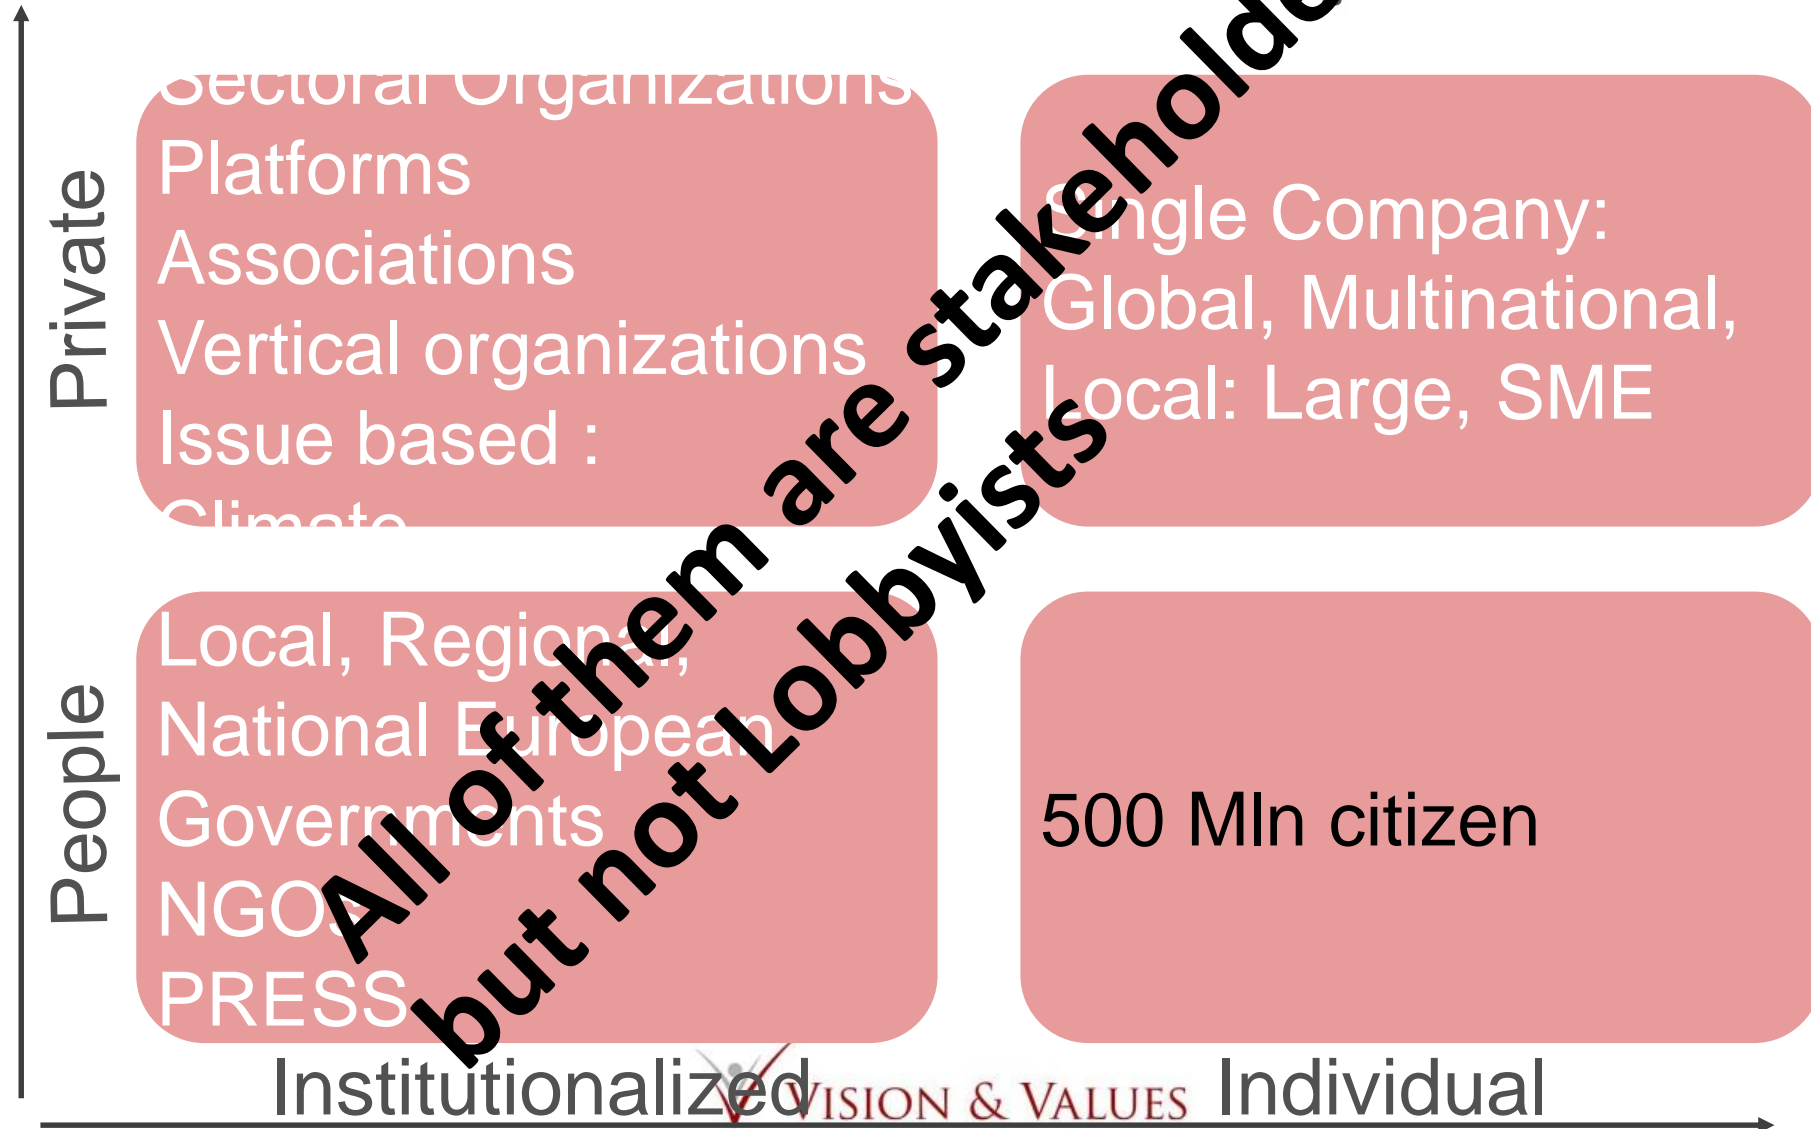 Private
Sectoral Organizations
Platforms
Associations
Vertical organizations
Issue based :
Climate
Single Company:
Global, Multinational,
Local: Large, SME
People
Local, Regional,
National European
Governments
NGOs
PRESS
500 Mln citizen
All of them are
but not Lobbyists
Institutionalized
VISION & VALUES
Individual